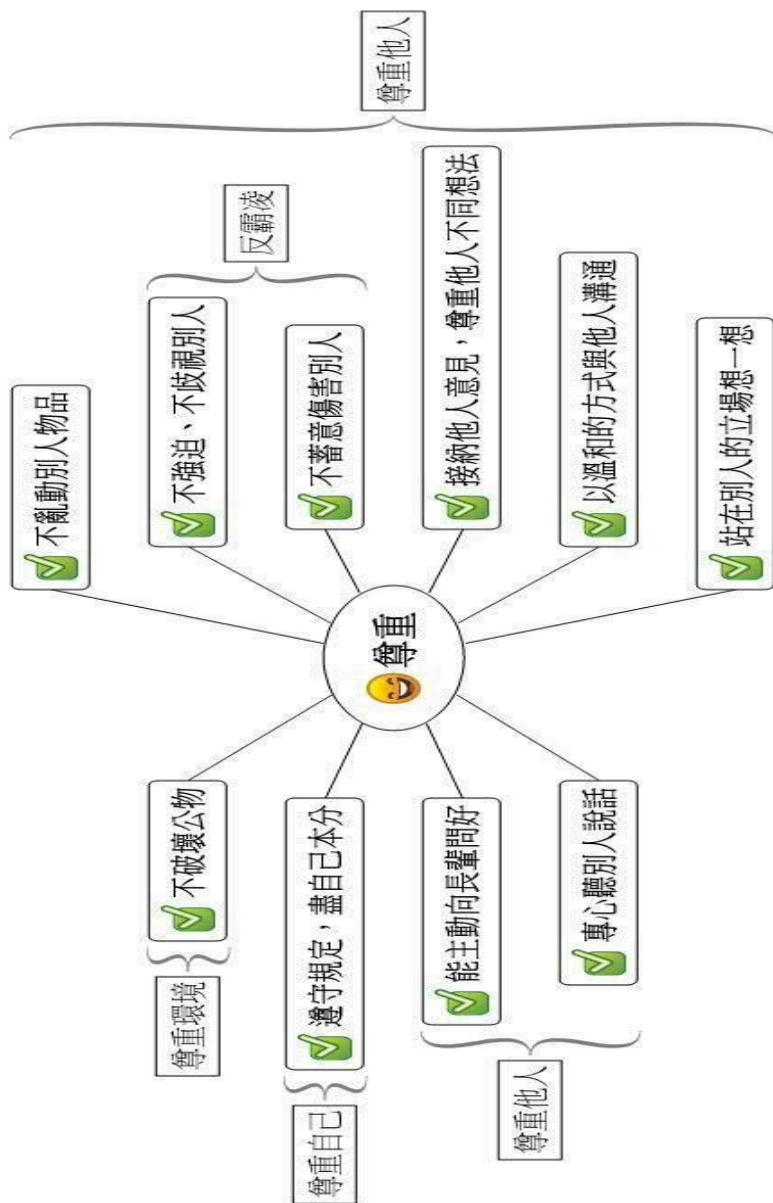 尊重
不亂動別人物品
不強迫、不歧視別人
不蓄意傷害別人
反霸凌
接納他人意見，尊重他人不同想法
以溫和的方式與他人溝通
站在別人的立場想一想
尊重他人
不破壞公物
尊重環境
遵守規定，盡自己本分
尊重自己
能主動向長輩問好
專心聽別人說話
尊重他人